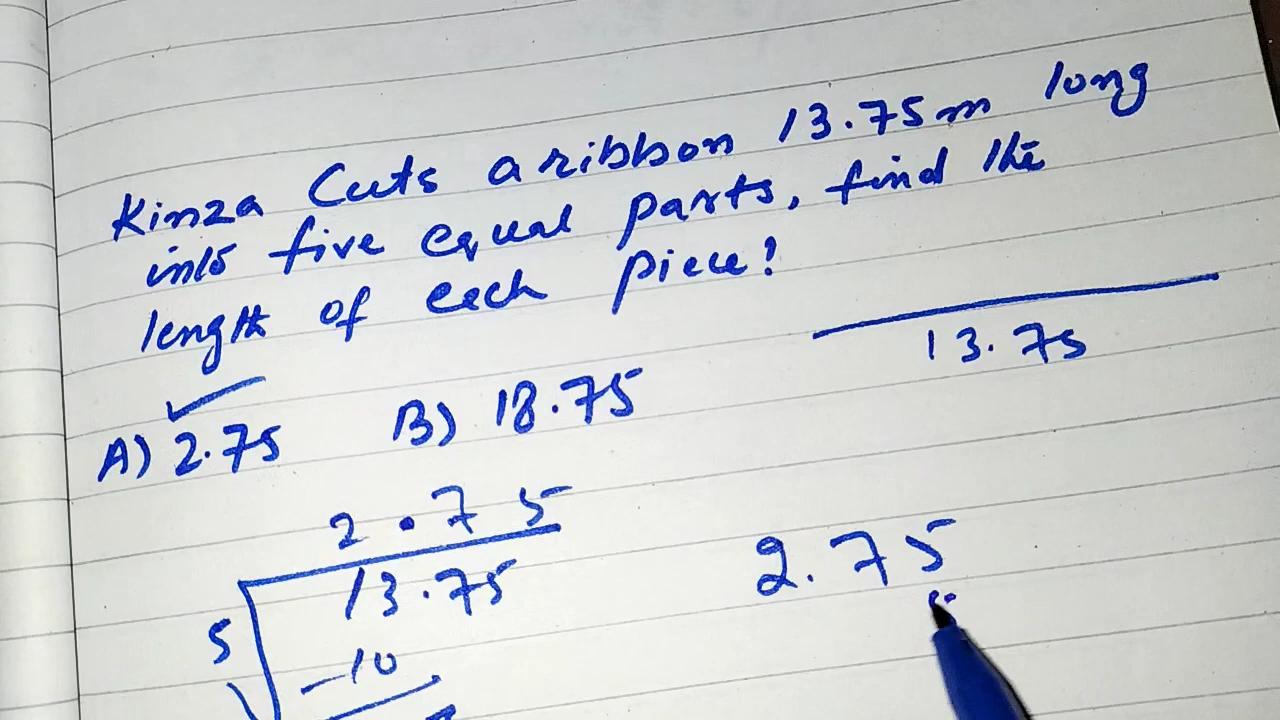 Kinza Cuts a ribbon 13.75m long
into five equal parts, find the
length of each piece?
13.75
A) 2.75 B) 18.75
2.75
5 13.75
-10
2.75
5